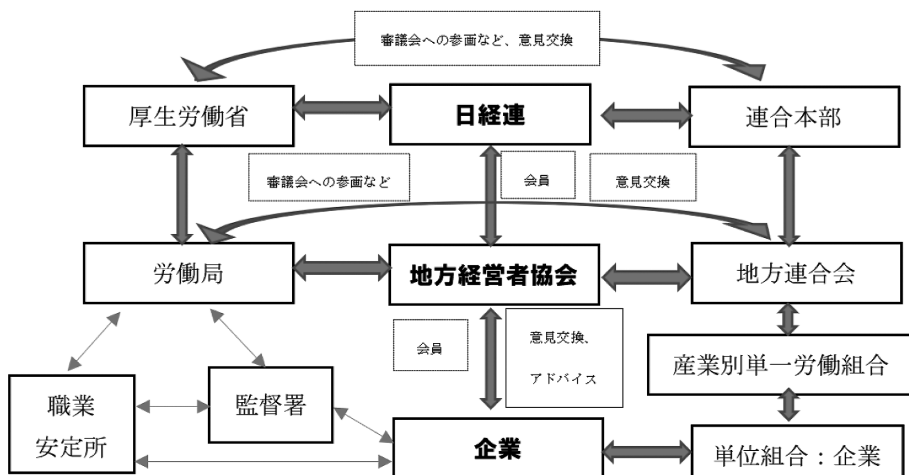 審議会への参画など、意見交換
厚生労働省
日経連
連合本部
審議会への参画など
会員
意見交換
労働局
地方経営者協会
地方連合会
会員
意見交換、
アドバイス
産業別単一労働組合
職業
安定所
監督署
企業
単位組合：企業